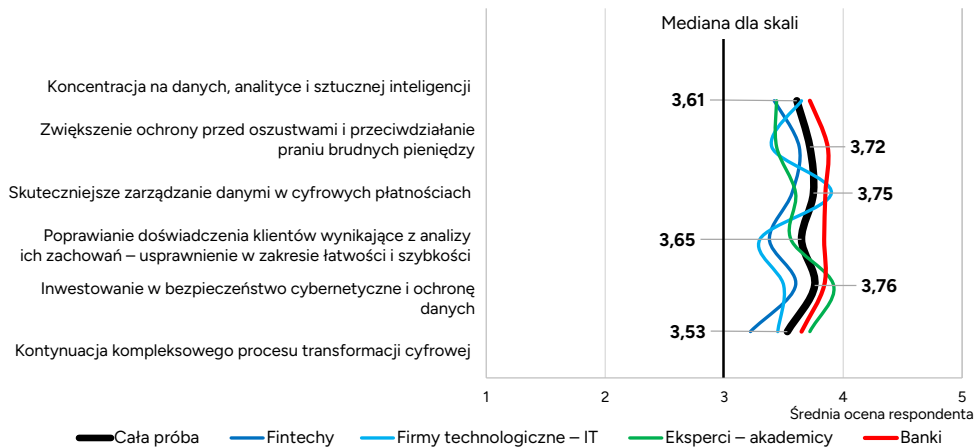 Mediana dla skali
Koncentracja na danych, analityce i sztucznej inteligencji
3,61
Zwiększenie ochrony przed oszustwami i przeciwdziałanie
praniu brudnych pieniędzy
3,72
Skuteczniejsze zarządzanie danymi w cyfrowych płatnościach
3,75
Poprawianie doświadczenia klientów wynikające z analizy
ich zachowań – usprawnienie w zakresie łatwości i szybkości
3,65
Inwestowanie w bezpieczeństwo cybernetyczne i ochronę
danych
3,76
3,53
Kontynuacja kompleksowego procesu transformacji cyfrowej
1 2 3 4 5
Średnia ocena respondenta
Cała próba Fintechy Firmy technologiczne – IT Eksperci – akademicy Banki